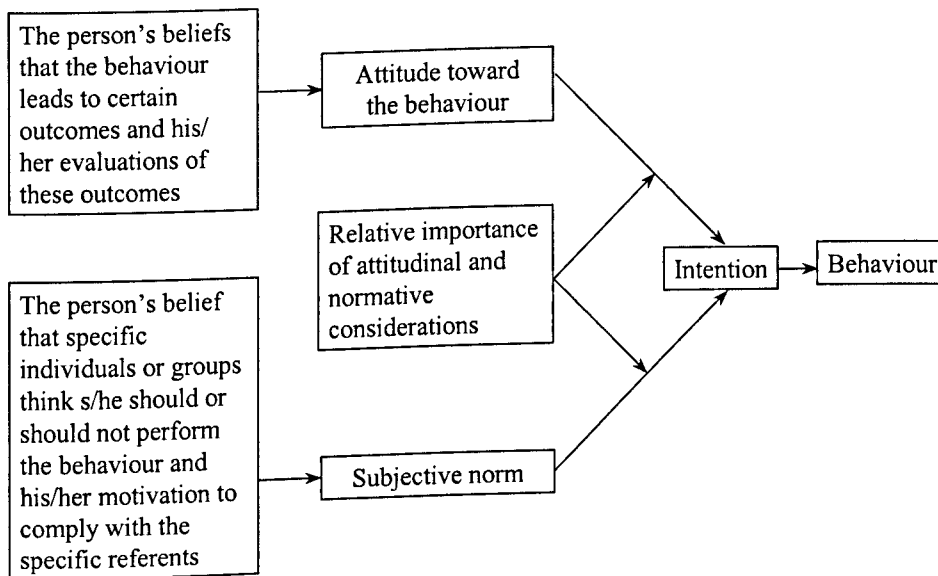 The person's beliefs
that the behaviour
leads to certain
outcomes and his/
her evaluations of
these outcomes
Attitude toward
the behaviour
Relative importance
of attitudinal and
normative
considerations
Intention
Behaviour
The person's belief
that specific
individuals or groups
think s/he should or
should not perform
the behaviour and
his/her motivation to
comply with the
specific referents
Subjective norm